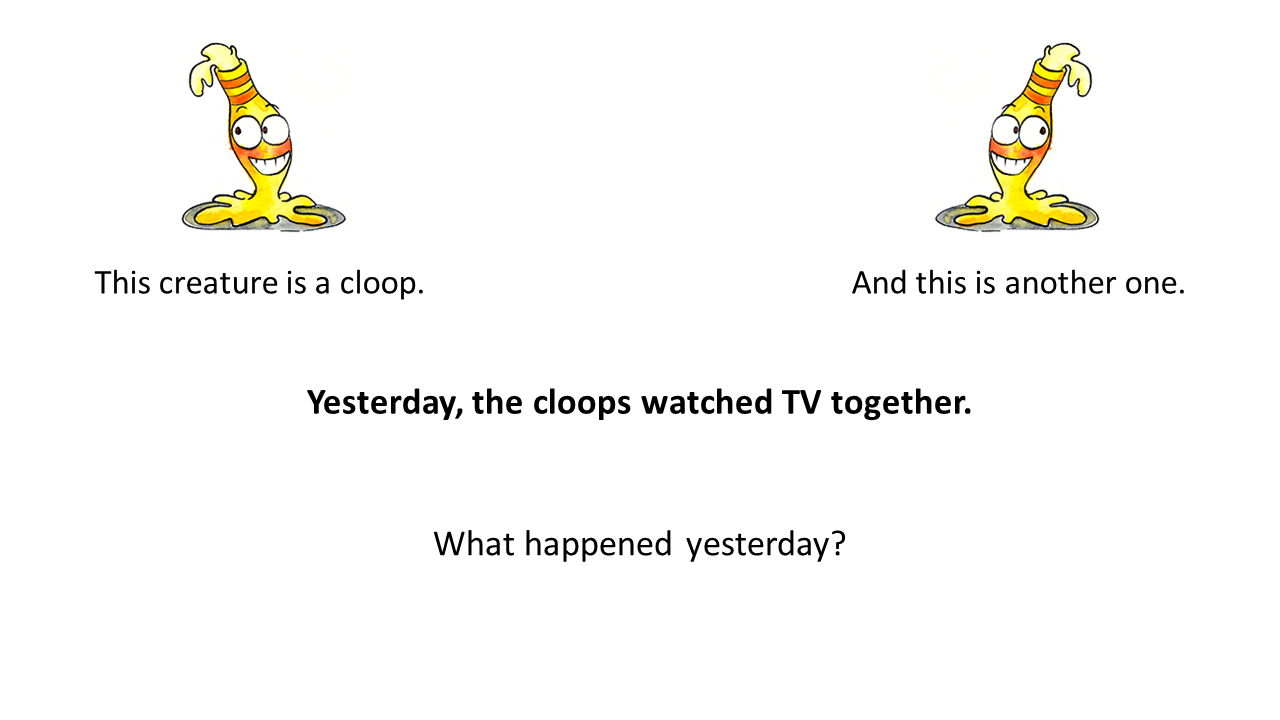 This creature is a cloop.
And this is another one.
Yesterday, the cloops watched TV together.
What happened yesterday?